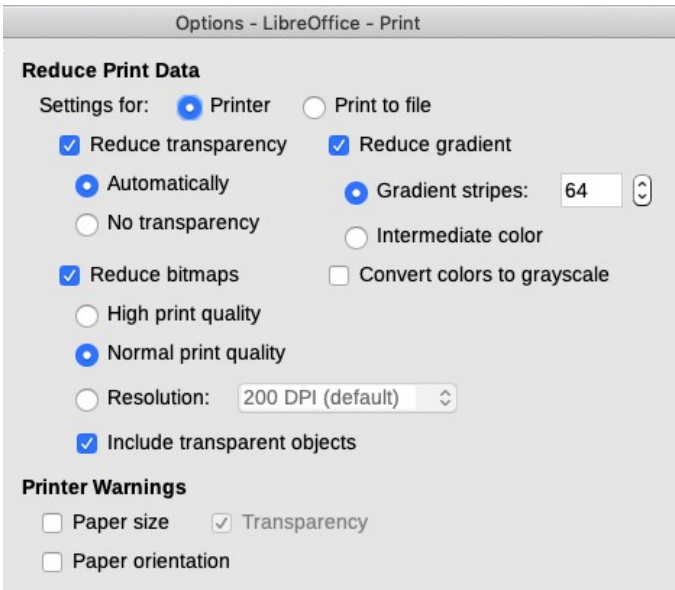 Options - LibreOffice - Print
Reduce Print Data
Settings for: Printer Print to file
Reduce transparency Reduce gradient
Automatically Gradient stripes: 64
No transparency Intermediate color
Reduce bitmaps Convert colors to grayscale
High print quality
Normal print quality
Resolution: 200 DPI (default)
Include transparent objects
Printer Warnings
Paper size Transparency
Paper orientation